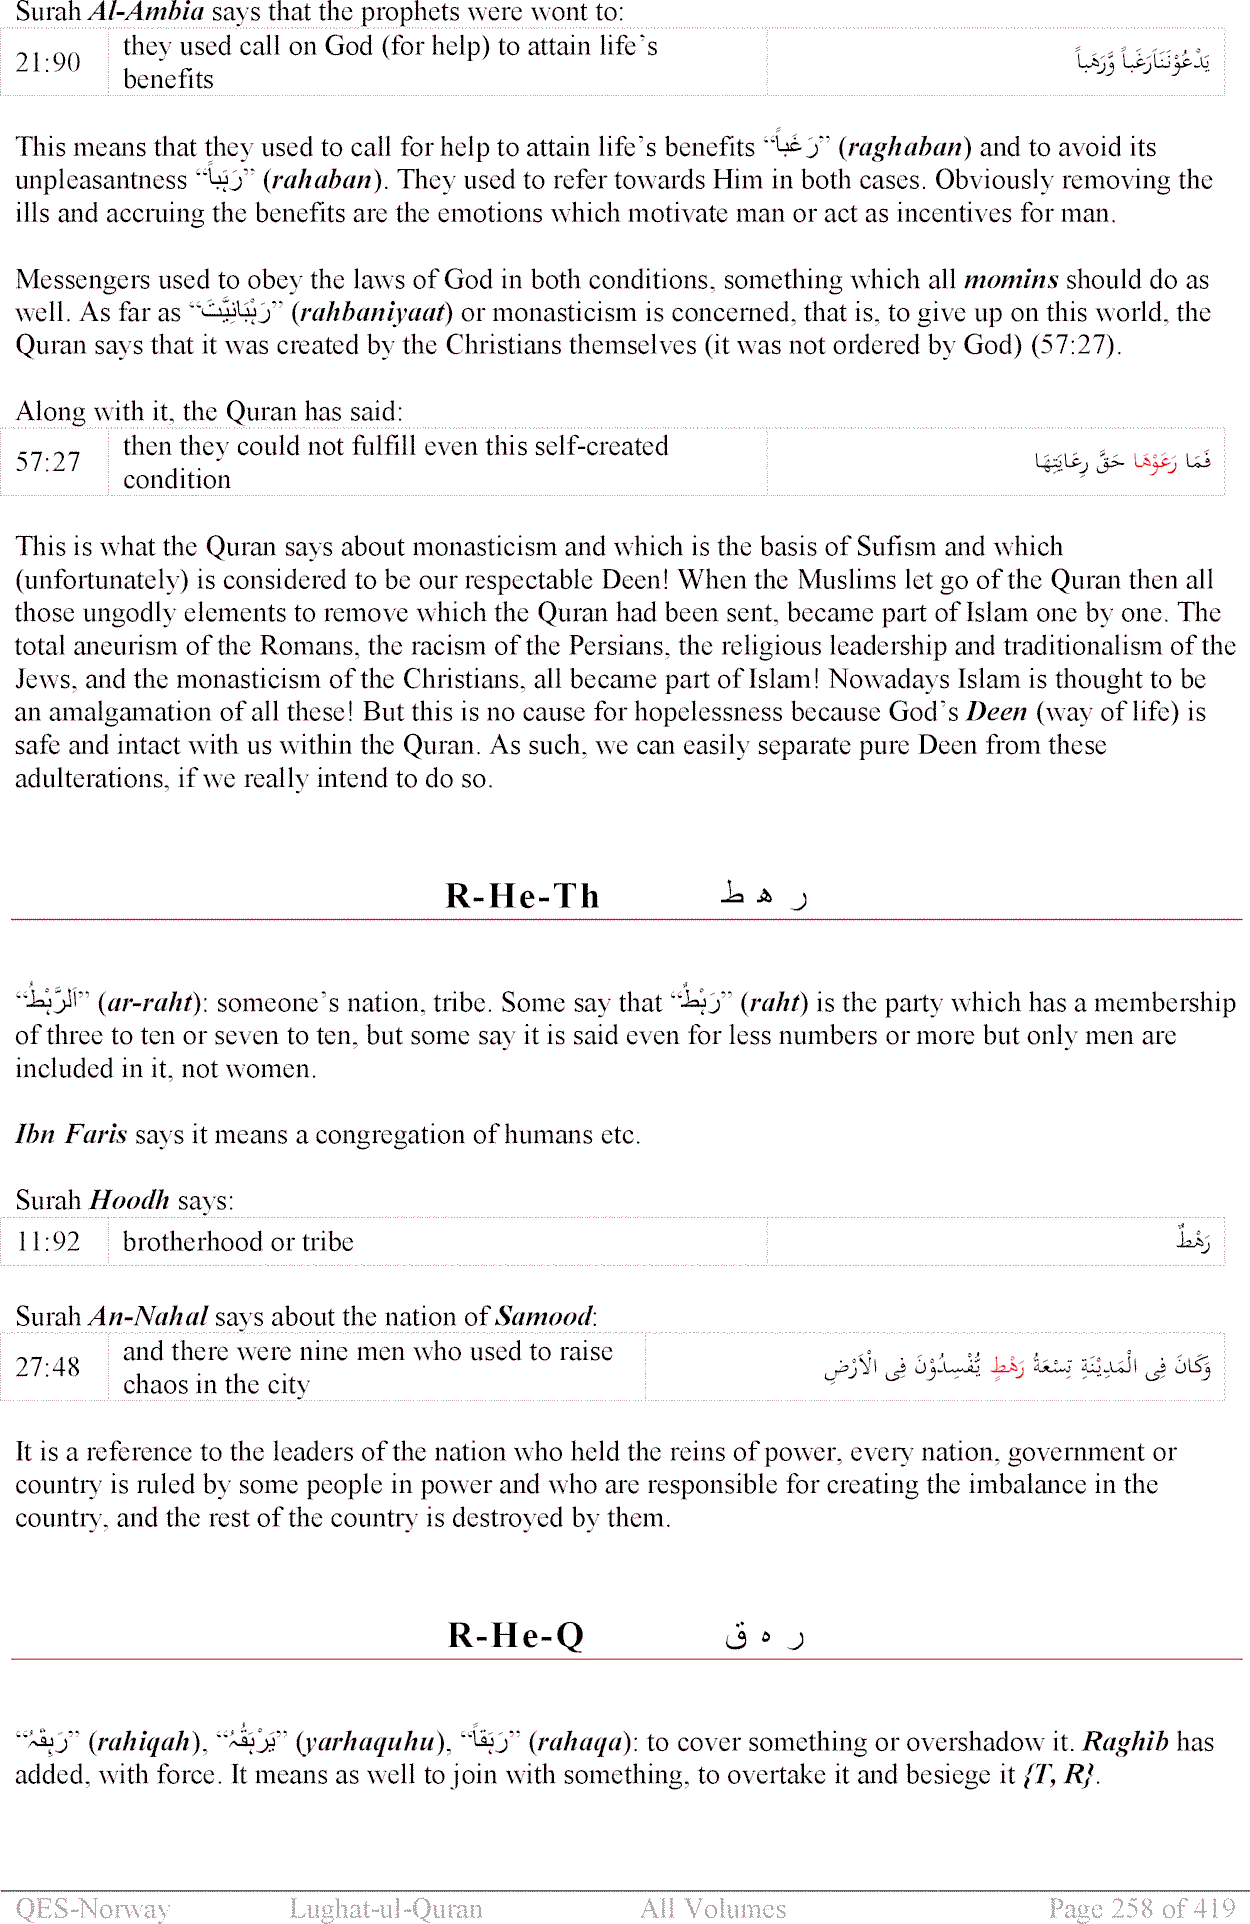 Surah Al-Ambia says that the prophets were wont to:
21:90 they used call on God (for help) to attain life's benefits يَدْعُوْنَنَارَغَباً وَّرَهَباً
This means that they used to call for help to attain life's benefits “رَغَباً” (raghaban) and to avoid its
unpleasantness “رَہَباً” (rahaban). They used to refer towards Him in both cases. Obviously removing the
ills and accruing the benefits are the emotions which motivate man or act as incentives for man.
Messengers used to obey the laws of God in both conditions, something which all momins should do as
well. As far as “رَہْبَانِيَّتَ” (rahbaniyaat) or monasticism is concerned, that is, to give up on this world, the
Quran says that it was created by the Christians themselves (it was not ordered by God) (57:27).
Along with it, the Quran has said:
57:27 then they could not fulfill even this self-created condition فَمَا رَعَوْهَا حَقَّ رِعَايَتِهَا
This is what the Quran says about monasticism and which is the basis of Sufism and which
(unfortunately) is considered to be our respectable Deen! When the Muslims let go of the Quran then all
those ungodly elements to remove which the Quran had been sent, became part of Islam one by one. The
total aneurism of the Romans, the racism of the Persians, the religious leadership and traditionalism of the
Jews, and the monasticism of the Christians, all became part of Islam! Nowadays Islam is thought to be
an amalgamation of all these! But this is no cause for hopelessness because God's Deen (way of life) is
safe and intact with us within the Quran. As such, we can easily separate pure Deen from these
adulterations, if we really intend to do so.
R-He-Th ر ھ ط
“اَلرَّہْطُ” (ar-raht): someone's nation, tribe. Some say that “رَہْطٌ” (raht) is the party which has a membership
of three to ten or seven to ten, but some say it is said even for less numbers or more but only men are
included in it, not women.
Ibn Faris says it means a congregation of humans etc.
Surah Hoodh says:
11:92 brotherhood or tribe رَهْطٌ
Surah An-Nahal says about the nation of Samood:
27:48 and there were nine men who used to raise chaos in the city وَكَانَ فِى الْمَدِيْنَةِ تِسْعَةُ رَهْطٍ يُّفْسِدُوْنَ فِى الْاَرْضِ
It is a reference to the leaders of the nation who held the reins of power, every nation, government or
country is ruled by some people in power and who are responsible for creating the imbalance in the
country, and the rest of the country is destroyed by them.
R-He-Q ر ہ ق
“رَہِقَہُ” (rahiqah), “يَرْہَقُہُ” (yarhaquhu), “رَہَقاً” (rahaqa): to cover something or overshadow it. Raghib has
added, with force. It means as well to join with something, to overtake it and besiege it {T, R}.
QES-Norway Lughat-ul-Quran All Volumes Page 258 of 419